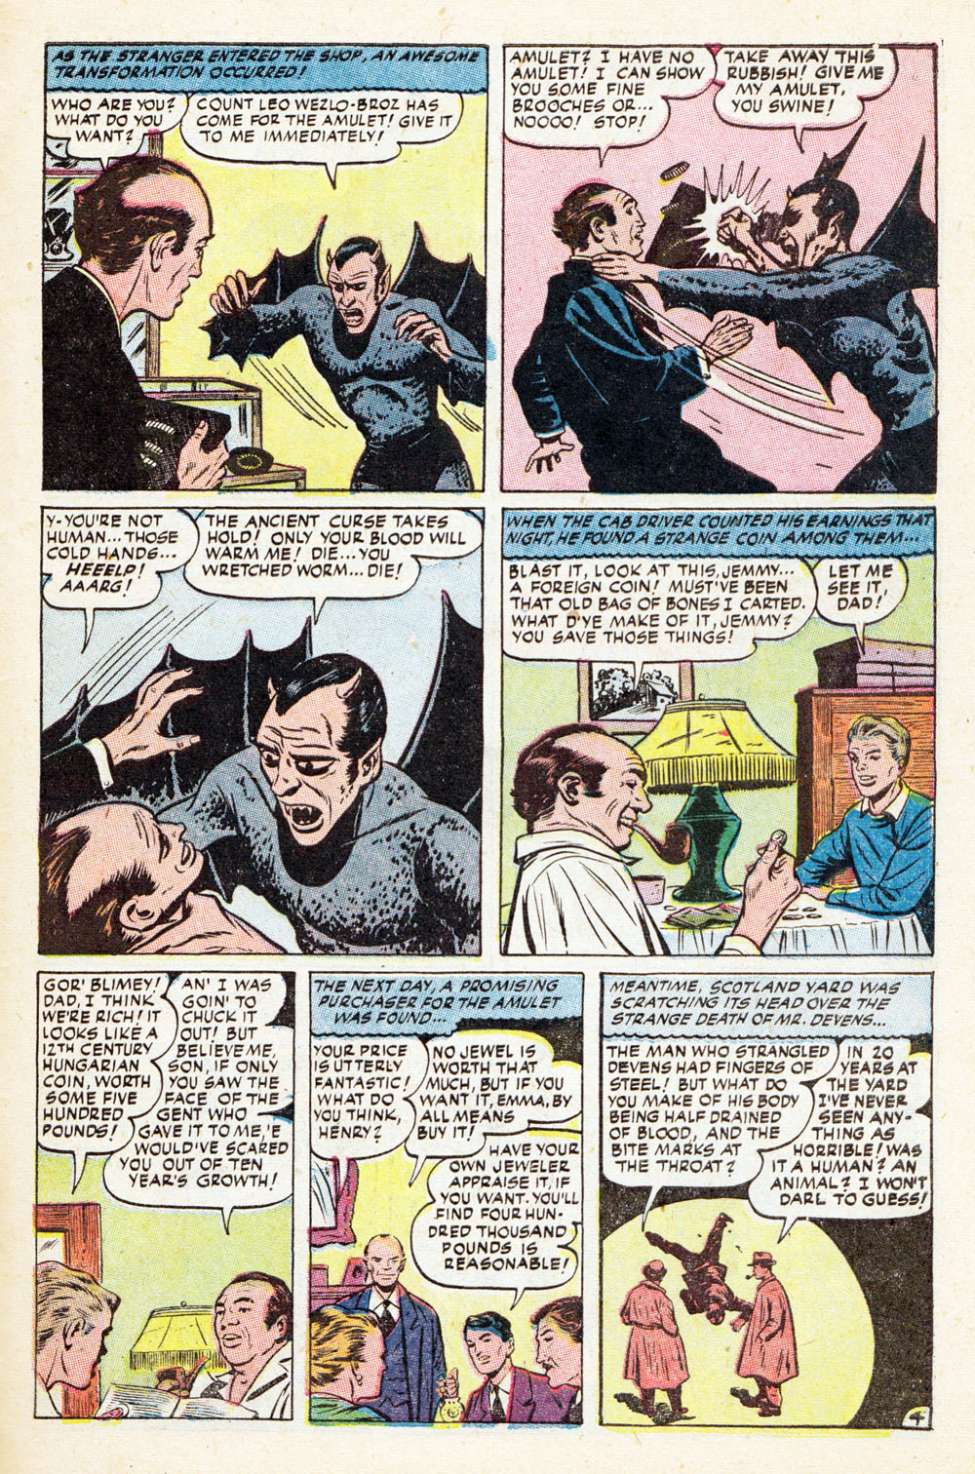 AS THE STRANGER ENTERED THE SHOP, AN AWESOME
TRANSFORMATION OCCURRED!
WHO ARE YOU?
WHAT DO YOU
WANT?
COUNT LEO WEZLO-BROZ HAS
COME FOR THE AMULET! GIVE IT
TO ME IMMEDIATELY!
AMULET? I HAVE NO
AMULET! I CAN SHOW
YOU SOME FINE
BROOCHES OR...
NOOOO! STOP!
TAKE AWAY THIS
RUBBISH! GIVE ME
MY AMULET,
YOU SWINE!
Y-YOU'RE NOT
HUMAN... THOSE
COLD HANDS...
HEEELP!
AAARG!
THE ANCIENT CURSE TAKES
HOLD! ONLY YOUR BLOOD WILL
WARM ME! DIE... YOU
WRETCHED WORM... DIE!
WHEN THE CAB DRIVER COUNTED HIS EARNINGS THAT
NIGHT, HE FOUND A STRANGE COIN AMONG THEM...
BLAST IT, LOOK AT THIS, JEMMY...
A FOREIGN COIN! MUST'VE BEEN
THAT OLD BAG OF BONES I CARTED.
WHAT D'YE MAKE OF IT, JEMMY?
YOU SAVE THOSE THINGS!
LET ME
SEE IT,
DAD!
GOR' BLIMEY!
DAD, I THINK
WE'RE RICH! IT
LOOKS LIKE A
12TH CENTURY
HUNGARIAN
COIN, WORTH
SOME FIVE
HUNDRED
POUNDS!
AN' I WAS
GOIN' TO
CHUCK IT
OUT! BUT
BELIEVE ME,
SON, IF ONLY
YOU SAW THE
FACE OF THE
GENT WHO
GAVE IT TO ME, 'E
WOULD'VE SCARED
YOU OUT OF TEN
YEAR'S GROWTH!
THE NEXT DAY, A PROMISING
PURCHASER FOR THE AMULET
WAS FOUND...
YOUR PRICE
IS UTTERLY
FANTASTIC!
WHAT DO
YOU THINK,
HENRY?
NO JEWEL IS
WORTH THAT
MUCH, BUT IF YOU
WANT IT, EMMA, BY
ALL MEANS
BUY IT!
HAVE YOUR
OWN JEWELER
APPRAISE IT, IF
YOU WANT. YOU'LL
FIND FOUR HUN-
DRED THOUSAND
POUNDS IS
REASONABLE!
MEANTIME, SCOTLAND YARD WAS
SCRATCHING ITS HEAD OVER THE
STRANGE DEATH OF MR. DEVENS...
THE MAN WHO STRANGLED
DEVENS HAD FINGERS OF
STEEL! BUT WHAT DO
YOU MAKE OF HIS BODY
BEING HALF DRAINED
OF BLOOD, AND THE
BITE MARKS AT
THE THROAT?
IN 20
YEARS AT
THE YARD
I'VE NEVER
SEEN ANY-
THING AS
HORRIBLE! WAS
IT A HUMAN? AN
ANIMAL? I WON'T
DARL TO GUESS!
4